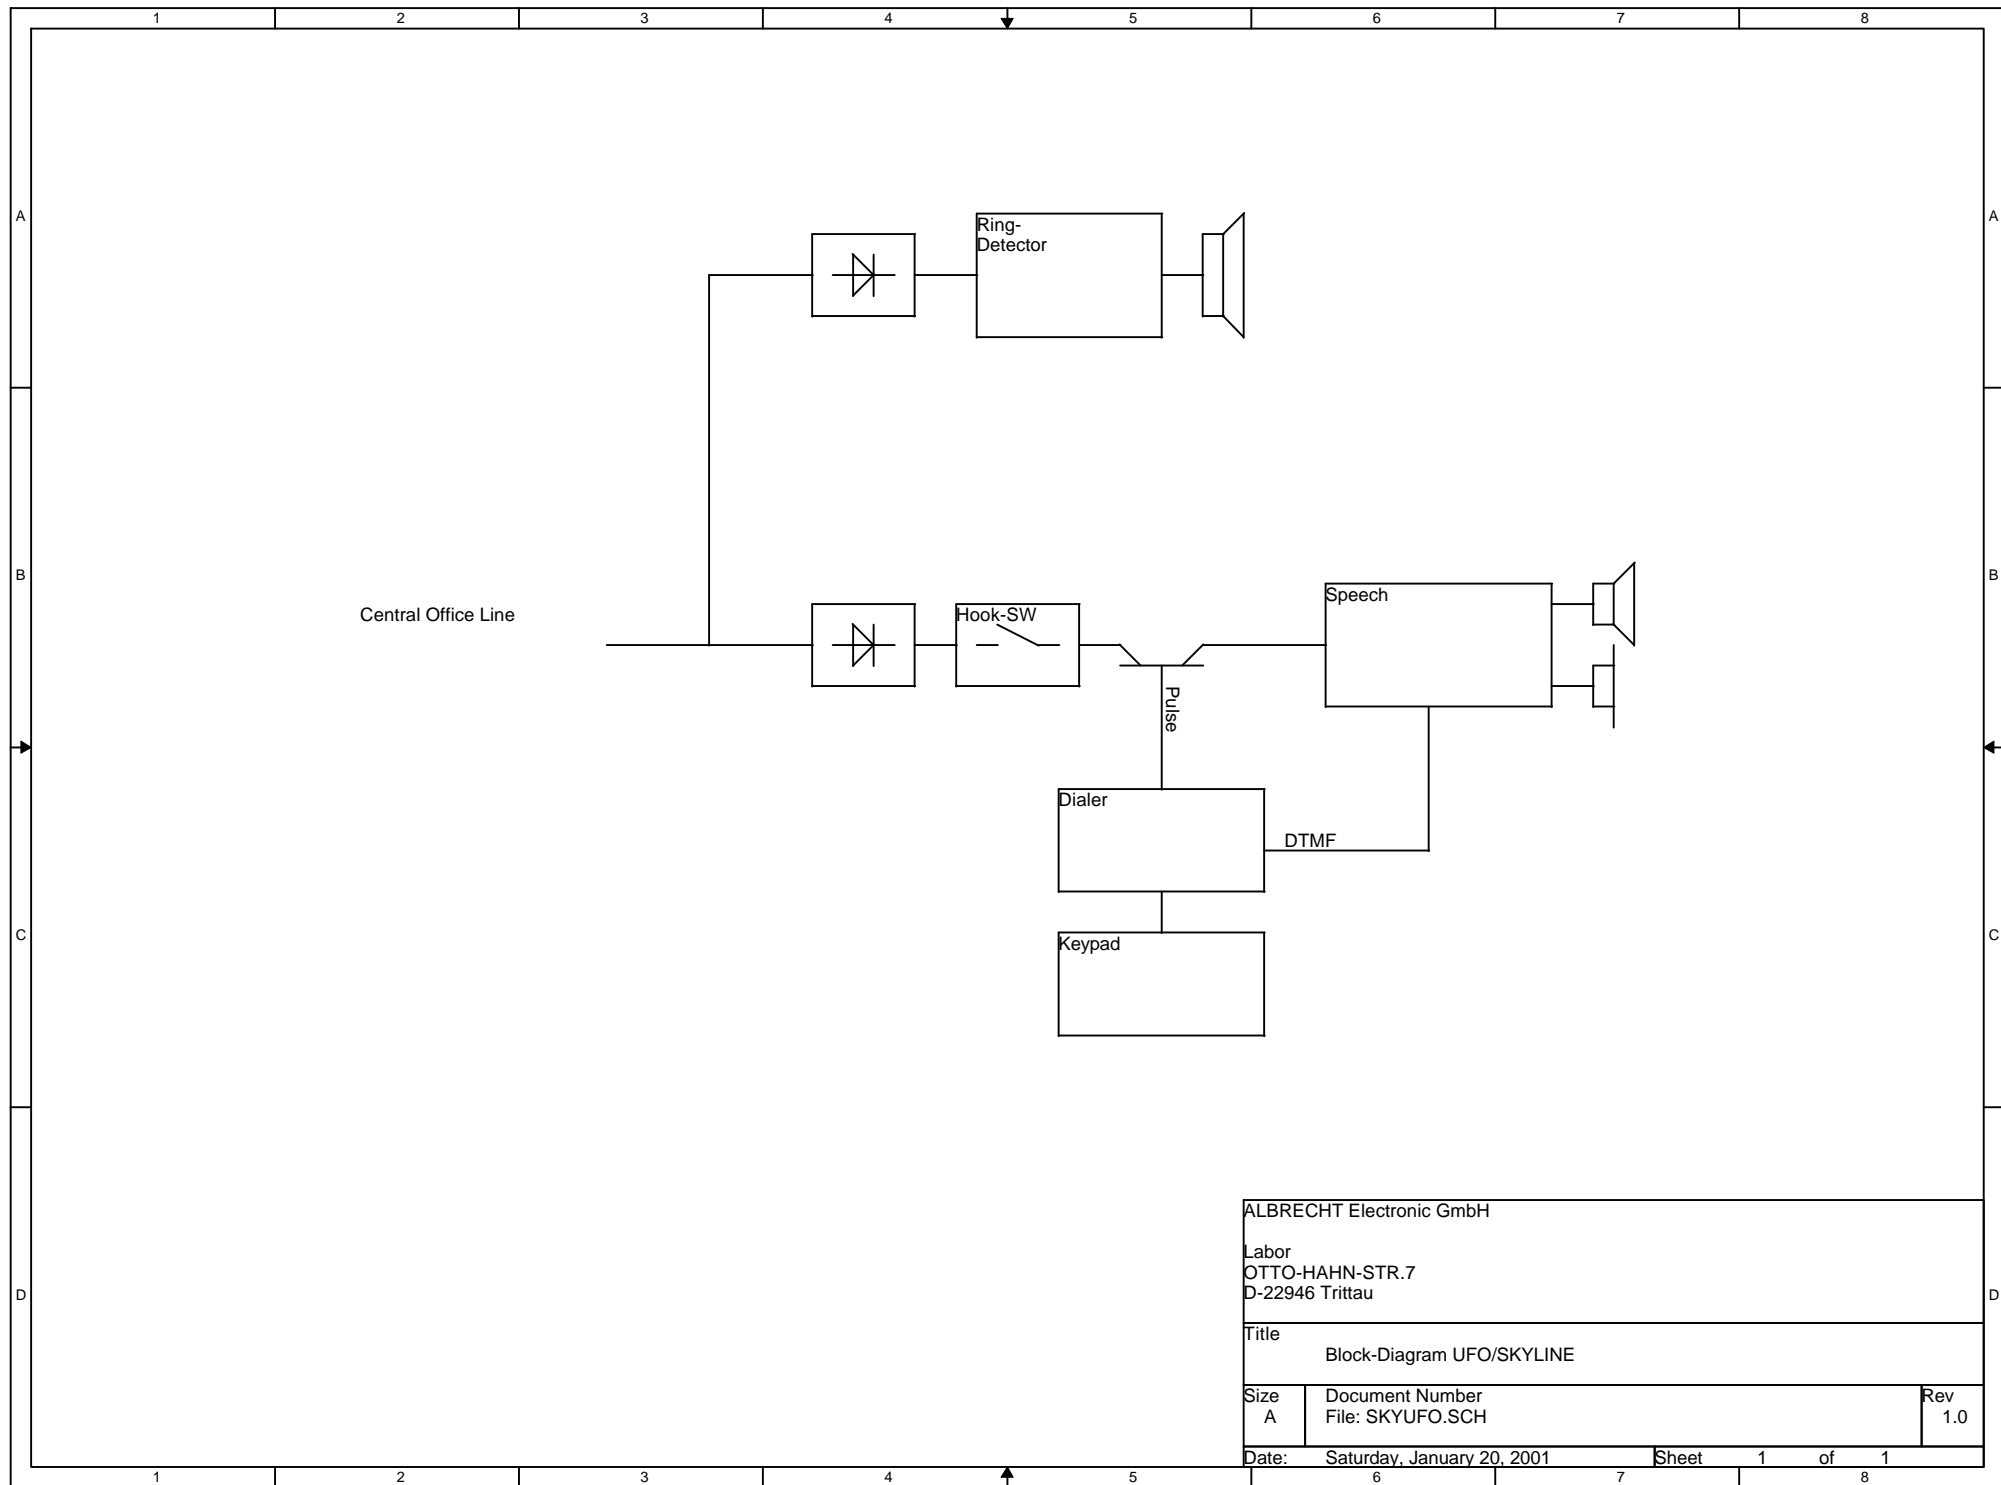 1 2 3 4 5 6 7 8
A A
Ring-
Detector
B B
Central Office Line
Hook-SW
Speech
Pulse
Dialer
DTMF
C C
Keypad
ALBRECHT Electronic GmbH
Labor
OTTO-HAHN-STR.7
D-22946 Trittau
D D
Title
Block-Diagram UFO/SKYLINE
Size Document Number Rev
A File: SKYUFO.SCH 1.0
Date: Saturday, January 20, 2001 Sheet 1 of 1
1 2 3 4 5 6 7 8